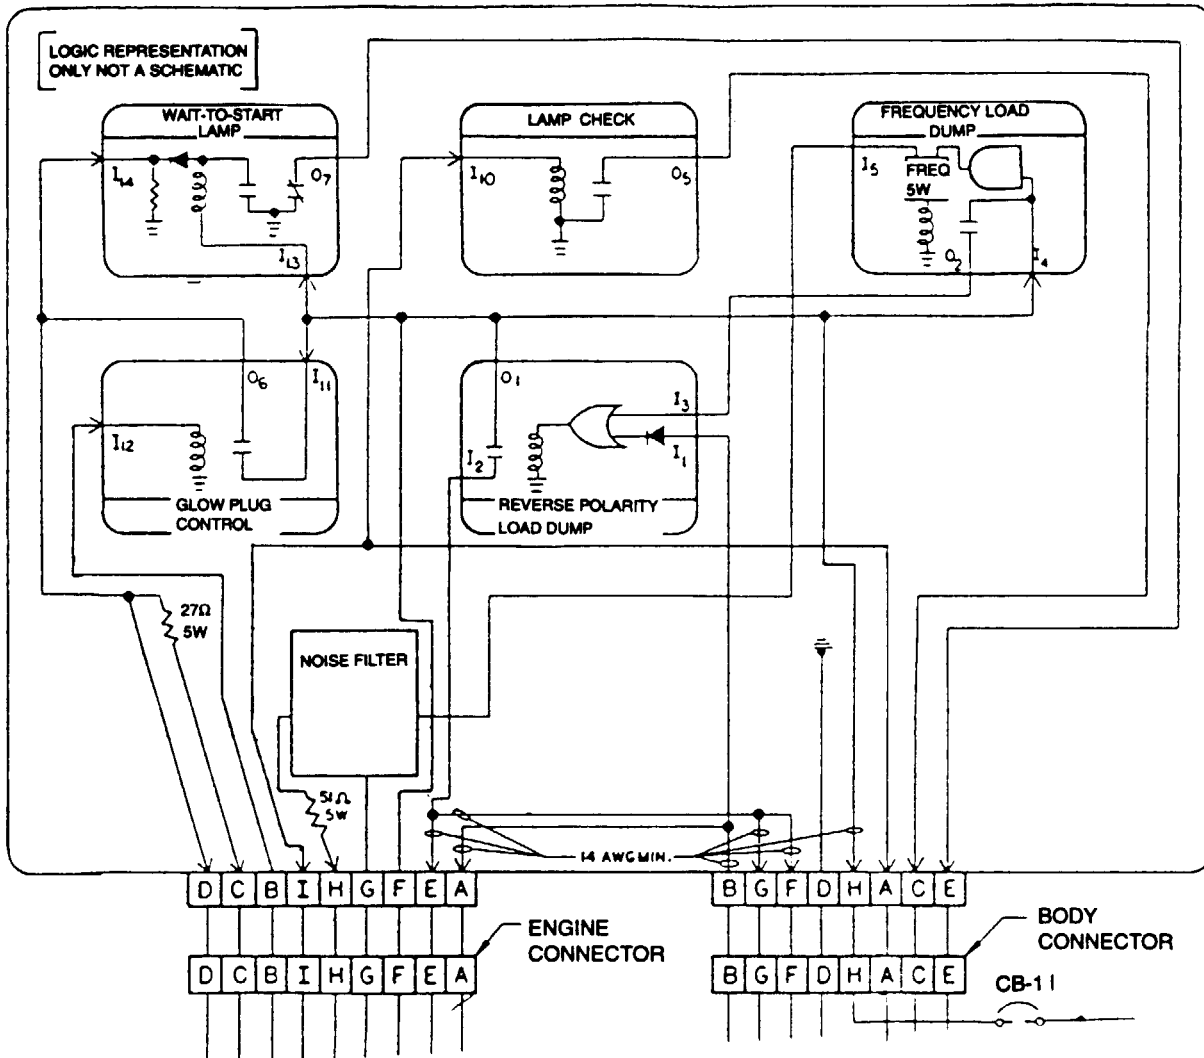 LOGIC REPRESENTATION
ONLY NOT A SCHEMATIC
WAIT-TO-START
LAMP
I14
O7
I13
LAMP CHECK
I10
O5
FREQUENCY LOAD
DUMP
I5
FREQ
5W
O2
I4
O6
I11
I12
GLOW PLUG
CONTROL
O1
I3
I2
I1
REVERSE POLARITY
LOAD DUMP
27Ω
5W
NOISE FILTER
51Ω
5W
14 AWG MIN.
D C B I H G F E A
B G F D H A C E
ENGINE
CONNECTOR
BODY
CONNECTOR
D C B I H G F E A
B G F D H A C E
CB-11